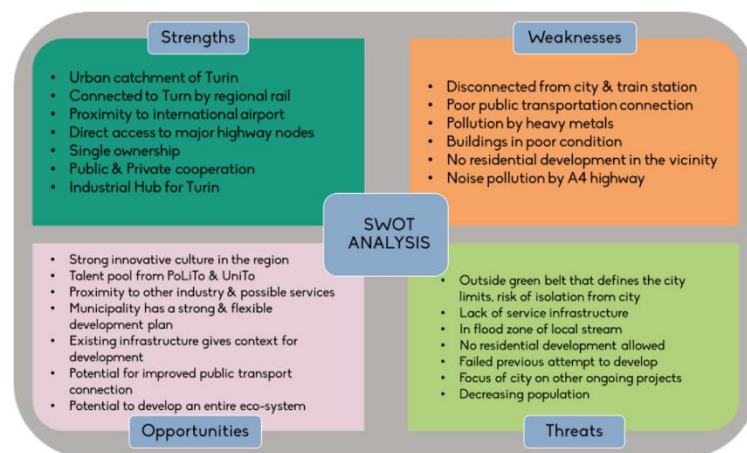 Strengths
• Urban catchment of Turin
• Connected to Turn by regional rail
• Proximity to international airport
• Direct access to major highway nodes
• Single ownership
• Public & Private cooperation
• Industrial Hub for Turin
Weaknesses
• Disconnected from city & train station
• Poor public transportation connection
• Pollution by heavy metals
• Buildings in poor condition
• No residential development in the vicinity
• Noise pollution by A4 highway
SWOT
ANALYSIS
• Strong innovative culture in the region
• Talent pool from PoLiTo & UniTo
• Proximity to other industry & possible services
• Municipality has a strong & flexible
development plan
• Existing infrastructure gives context for
development
• Potential for improved public transport
connection
• Potential to develop an entire eco-system
Opportunities
• Outside green belt that defines the city
limits, risk of isolation from city
• Lack of service infrastructure
• In flood zone of local stream
• No residential development allowed
• Failed previous attempt to develop
• Focus of city on other ongoing projects
• Decreasing population
Threats